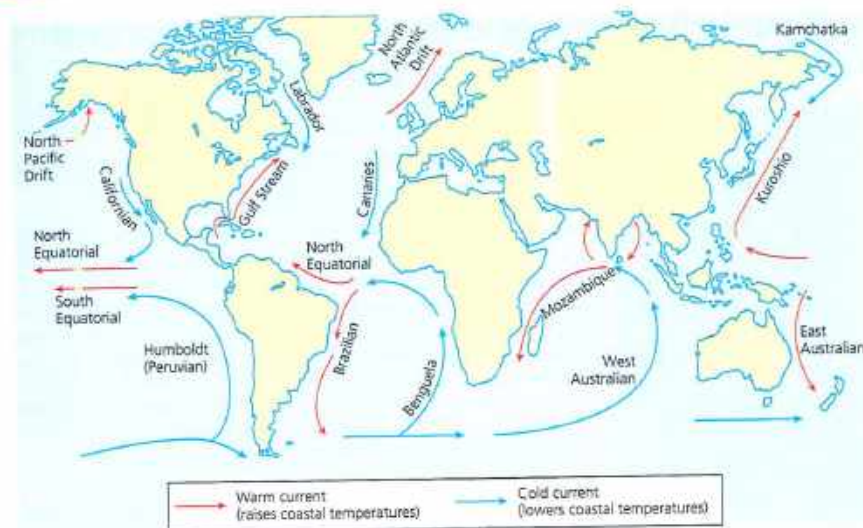 Kamchatka
North
Atlantic
Drift
Labrador
North
Pacific
Drift
Californian
Gulf Stream
Canaries
Kuroshio
North
Equatorial
North
Equatorial
South
Equatorial
Mozambique
Humboldt
(Peruvian)
Brazilian
Benguela
West
Australian
East
Australian
Warm current
(raises coastal temperatures)
Cold current
(lowers coastal temperatures)